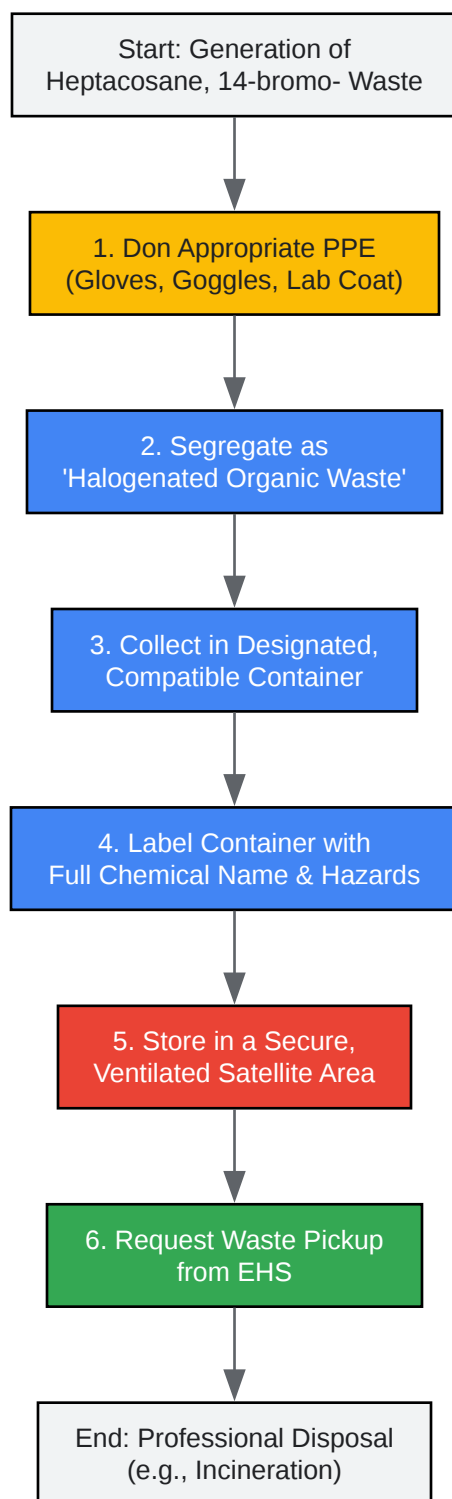 Start: Generation of
Heptacosane, 14-bromo- Waste
1. Don Appropriate PPE
(Gloves, Goggles, Lab Coat)
2. Segregate as
'Halogenated Organic Waste'
3. Collect in Designated,
Compatible Container
4. Label Container with
Full Chemical Name & Hazards
5. Store in a Secure,
Ventilated Satellite Area
6. Request Waste Pickup
from EHS
End: Professional Disposal
(e.g., Incineration)